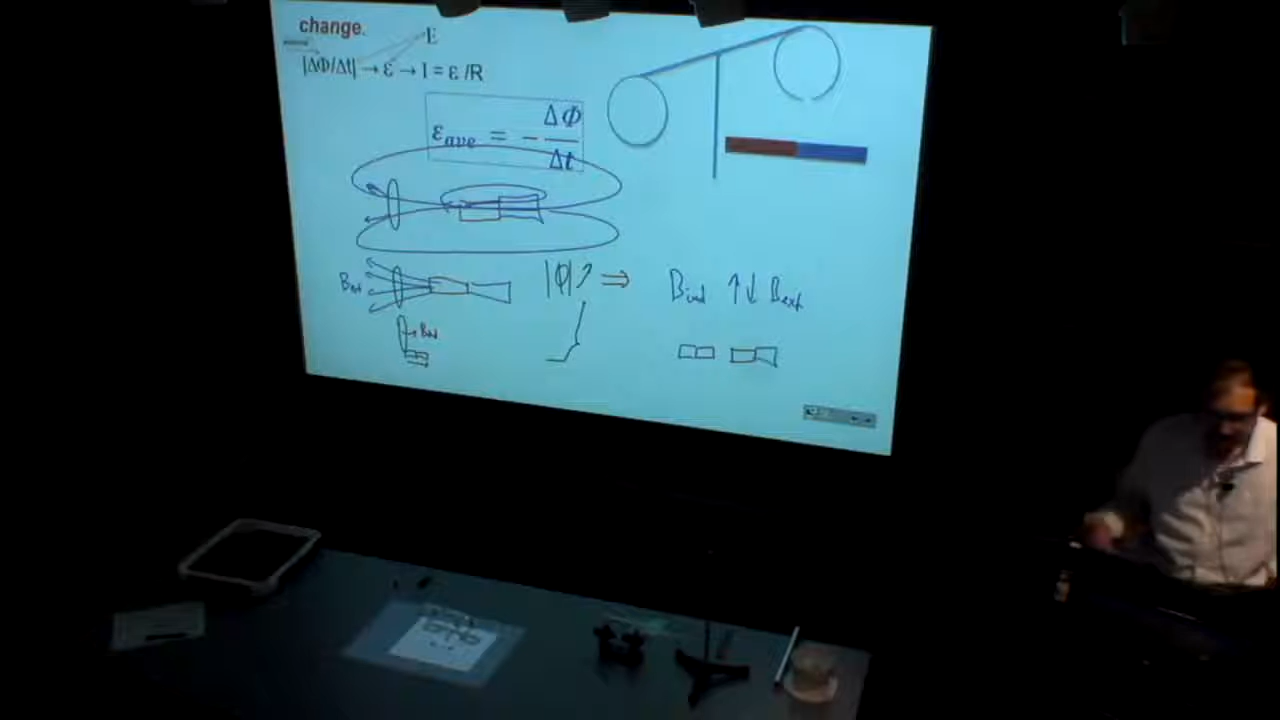 change.
E
|ΔΦ/Δt| → ε → I = ε /R
ε_ave = − ΔΦ/Δt
B_ext
|Φ| ↗ ⇒ B_ind ↑↓ B_ext
B_ind